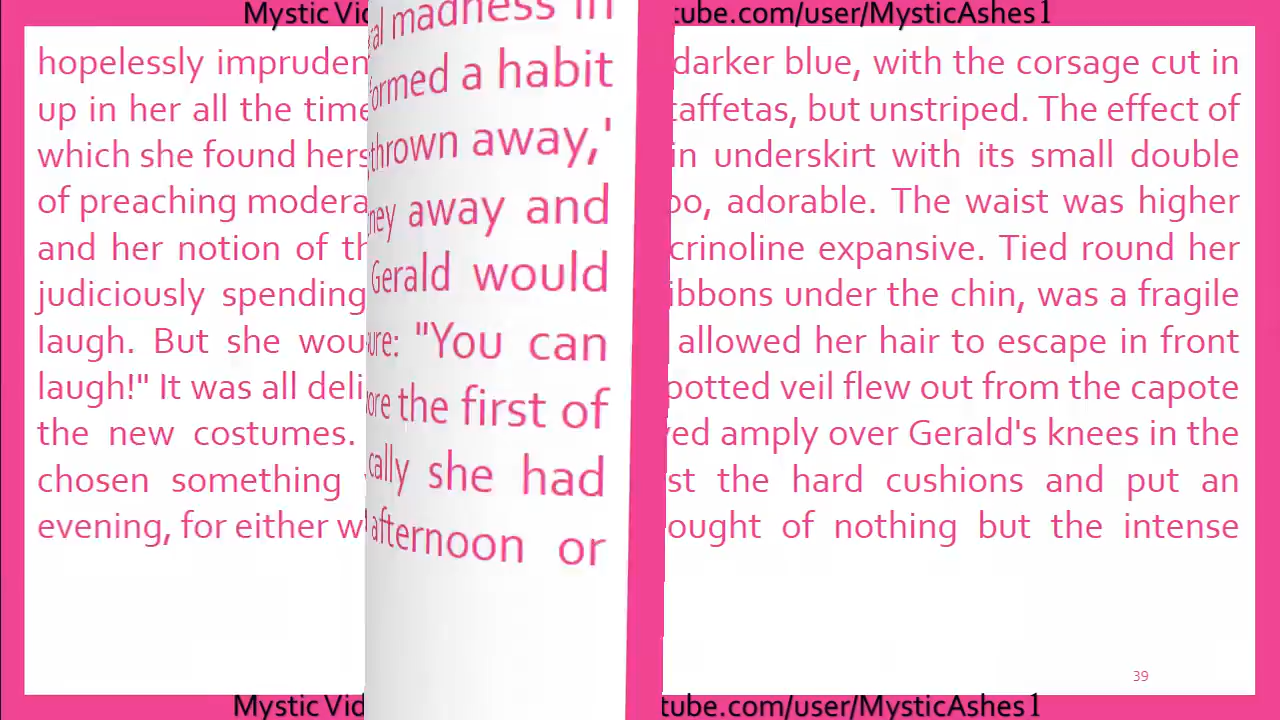 Mystic Vid
tube.com/user/MysticAshes1
hopelessly impruden
up in her all the time
which she found hers
of preaching modera
and her notion of th
judiciously spending
laugh. But she wou
laugh!" It was all deli
the new costumes.
chosen something
evening, for either w
madness in
formed a habit
thrown away,'
away and
Gerald would
"You can
the first of
she had
afternoon or
darker blue, with the corsage cut in
taffetas, but unstriped. The effect of
in underskirt with its small double
oo, adorable. The waist was higher
crinoline expansive. Tied round her
ibbons under the chin, was a fragile
allowed her hair to escape in front
potted veil flew out from the capote
ved amply over Gerald's knees in the
st the hard cushions and put an
ought of nothing but the intense
39
Mystic Vid
tube.com/user/MysticAshes1